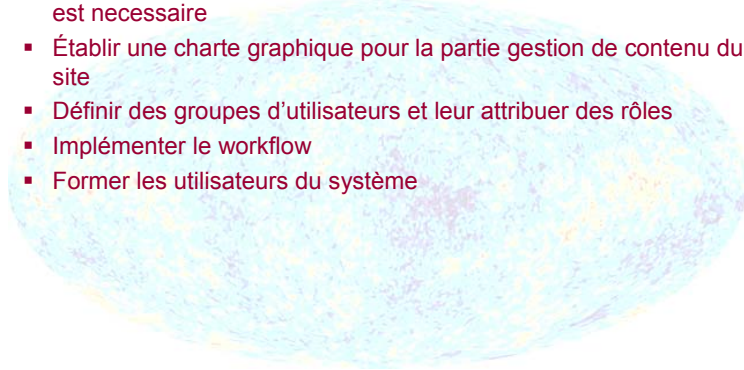 est necessaire
▪ Établir une charte graphique pour la partie gestion de contenu du
site
▪ Définir des groupes d’utilisateurs et leur attribuer des rôles
▪ Implémenter le workflow
▪ Former les utilisateurs du système